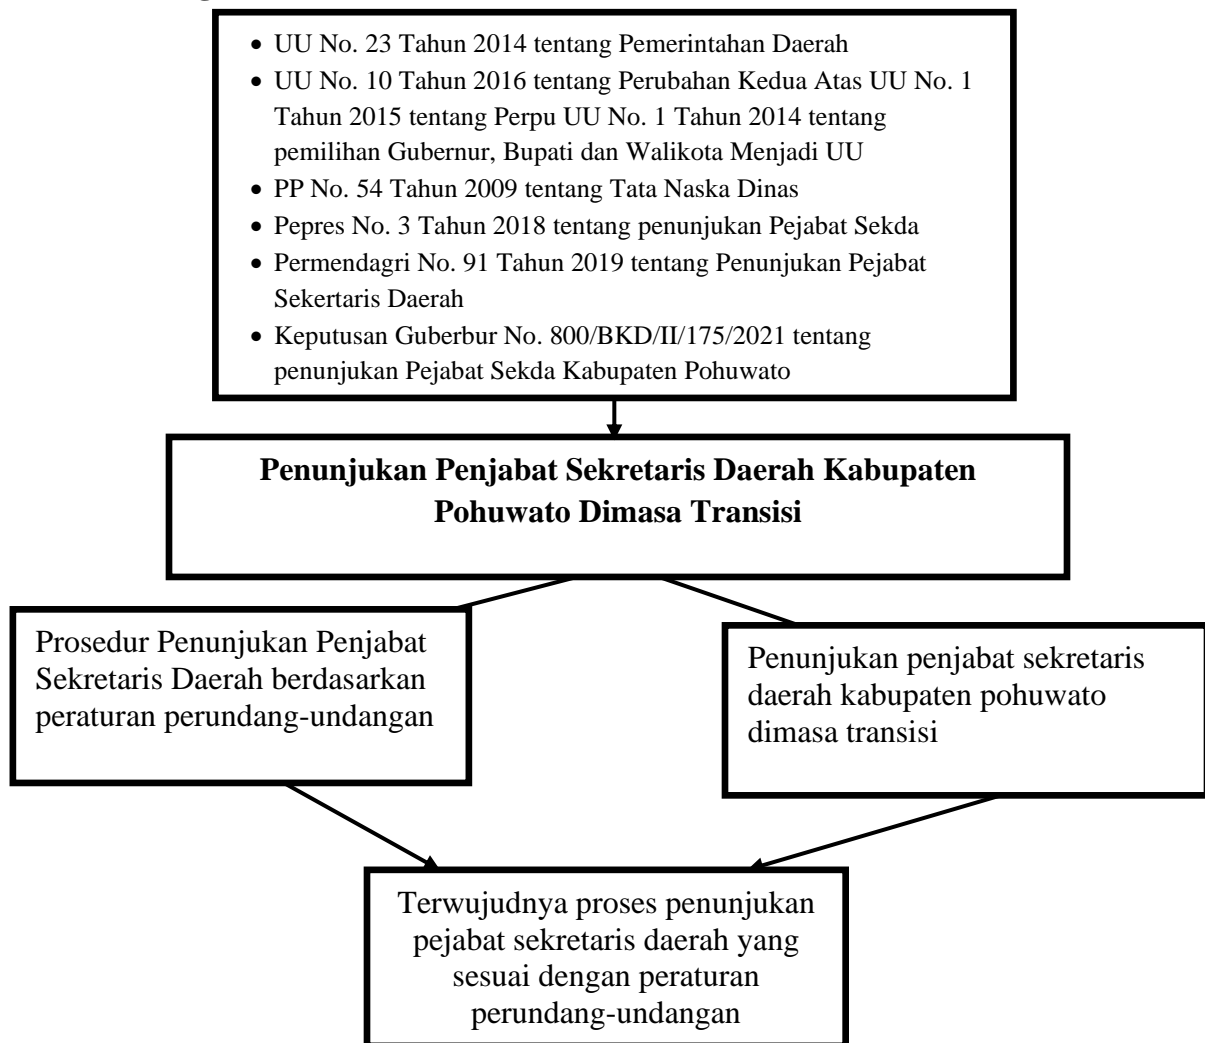 • UU No. 23 Tahun 2014 tentang Pemerintahan Daerah
• UU No. 10 Tahun 2016 tentang Perubahan Kedua Atas UU No. 1
Tahun 2015 tentang Perpu UU No. 1 Tahun 2014 tentang
pemilihan Gubernur, Bupati dan Walikota Menjadi UU
• PP No. 54 Tahun 2009 tentang Tata Naska Dinas
• Pepres No. 3 Tahun 2018 tentang penunjukan Pejabat Sekda
• Permendagri No. 91 Tahun 2019 tentang Penunjukan Pejabat
Sekertaris Daerah
• Keputusan Guberbur No. 800/BKD/II/175/2021 tentang
penunjukan Pejabat Sekda Kabupaten Pohuwato
Penunjukan Penjabat Sekretaris Daerah Kabupaten
Pohuwato Dimasa Transisi
Prosedur Penunjukan Penjabat
Sekretaris Daerah berdasarkan
peraturan perundang-undangan
Penunjukan penjabat sekretaris
daerah kabupaten pohuwato
dimasa transisi
Terwujudnya proses penunjukan
pejabat sekretaris daerah yang
sesuai dengan peraturan
perundang-undangan